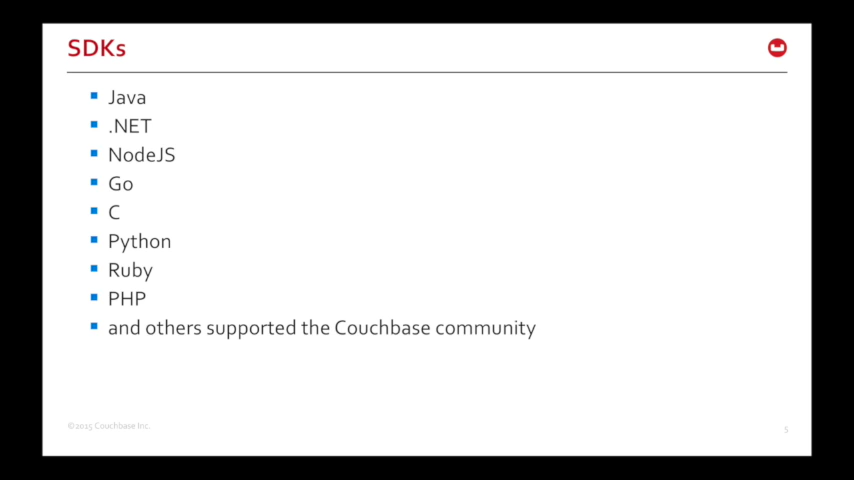 SDKs
Java
.NET
NodeJS
Go
C
Python
Ruby
PHP
and others supported the Couchbase community
©2015 Couchbase Inc.
5